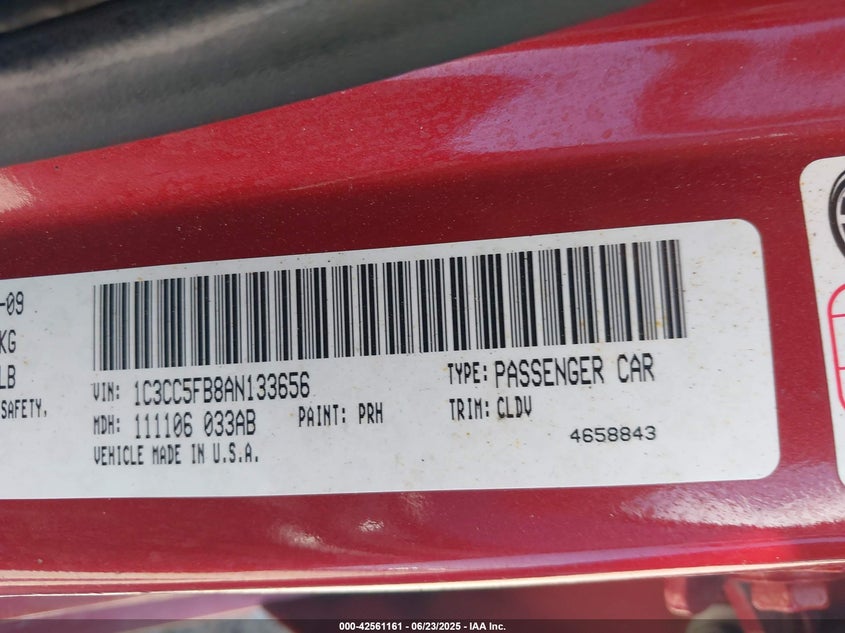 -09
KG
LB
SAFETY,
VIN: 1C3CC5FB8AN133656
TYPE: PASSENGER CAR
MDH: 111106 033AB
PAINT: PRH
TRIM: CLDV
VEHICLE MADE IN U.S.A.
4658843
000-42561161 - 06/23/2025 - IAA Inc.